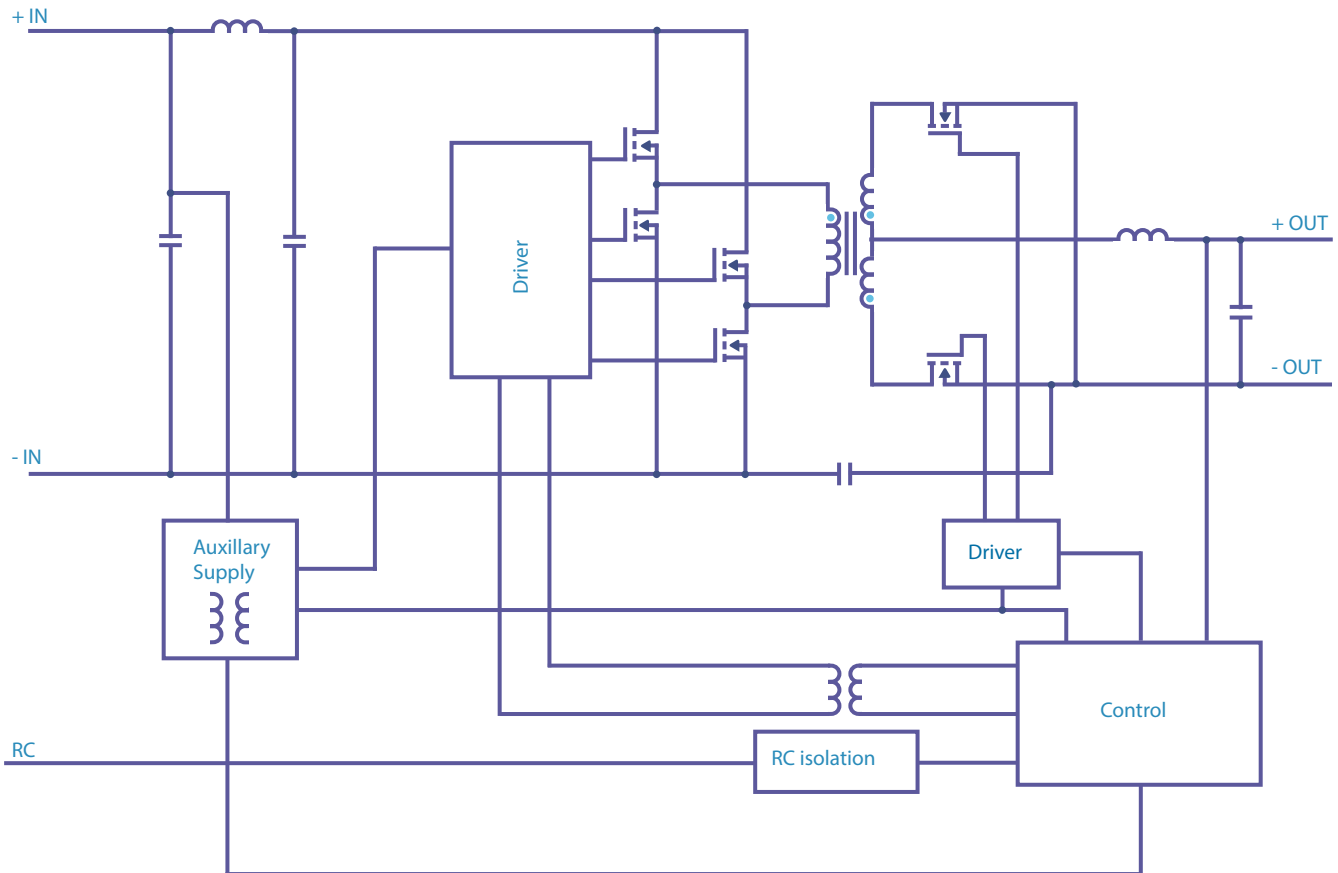 + IN
+ OUT
Driver
- OUT
- IN
Auxillary
Supply
Driver
Control
RC
RC isolation